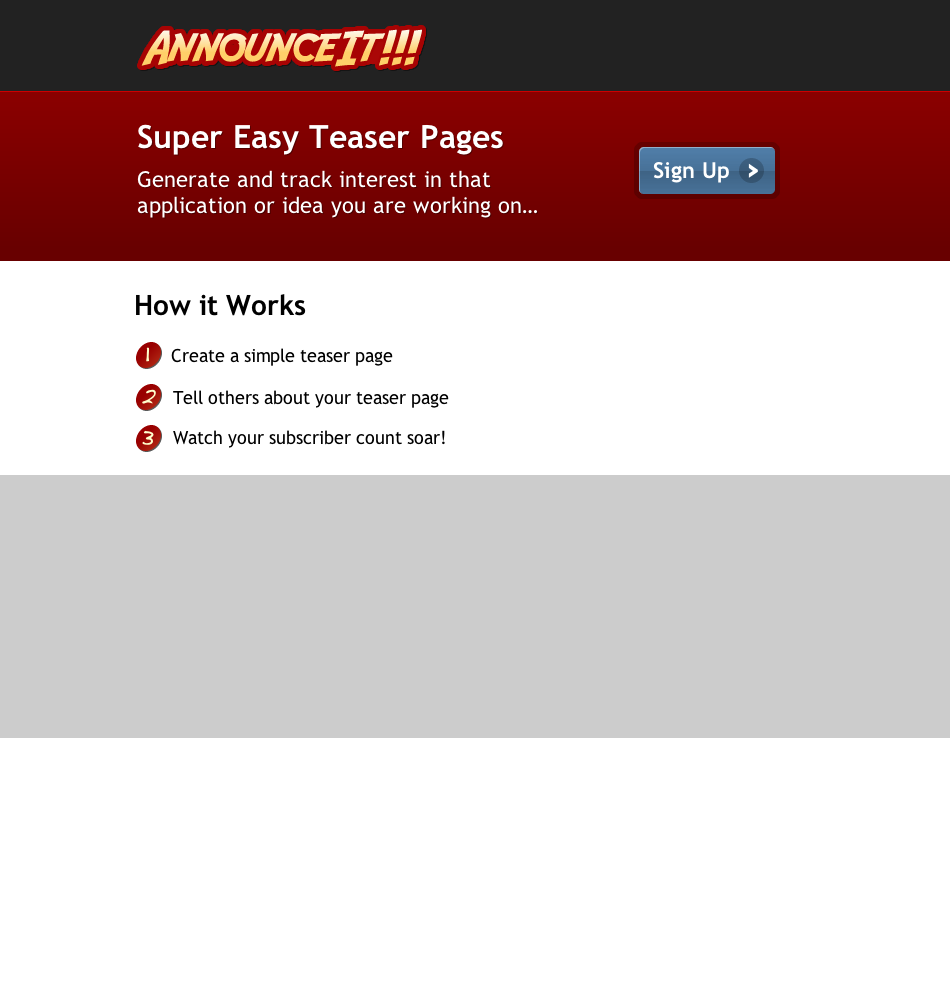 ANNOUNCEIT!!!
Super Easy Teaser Pages
Generate and track interest in that
application or idea you are working on...
Sign Up
How it Works
1 Create a simple teaser page
2 Tell others about your teaser page
3 Watch your subscriber count soar!